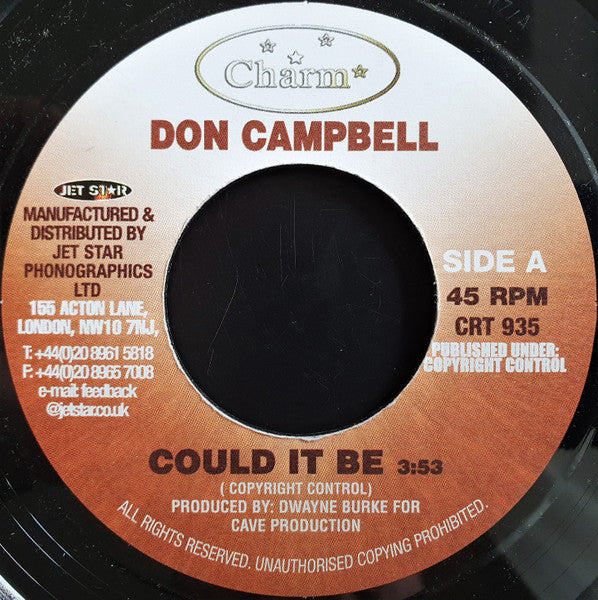 Charm
DON CAMPBELL
JET STAR
MANUFACTURED &
DISTRIBUTED BY
JET STAR
PHONOGRAPHICS
LTD
155 ACTON LANE,
LONDON, NW10 7NJ,
T: +44(0)20 8961 5818
F: +44(0)20 8965 7008
e-mail: feedback
@jetstar.co.uk
SIDE A
45 RPM
CRT 935
PUBLISHED UNDER:
COPYRIGHT CONTROL
COULD IT BE 3:53
( COPYRIGHT CONTROL)
PRODUCED BY: DWAYNE BURKE FOR
CAVE PRODUCTION
ALL RIGHTS RESERVED. UNAUTHORISED COPYING PROHIBITED.